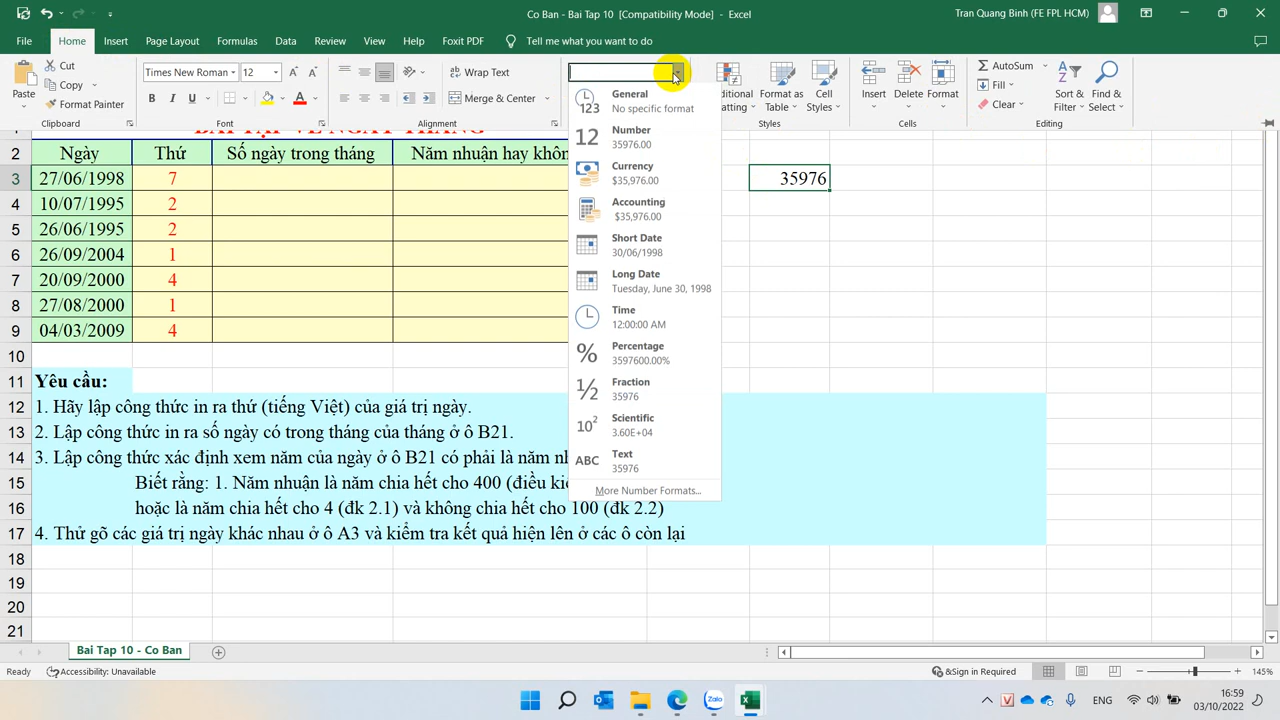 Co Ban - Bai Tap 10 [Compatibility Mode] - Excel
Tran Quang Binh (FE FPL HCM)
File Home Insert Page Layout Formulas Data Review View Help Foxit PDF Tell me what you want to do
Paste
Cut
Copy
Format Painter
Clipboard
Times New Roman 12
B I U
Font
Wrap Text
Merge & Center
Alignment
Formatting
Format as Table
Cell Styles
Styles
Insert Delete Format
Cells
AutoSum
Fill
Clear
Sort & Filter
Find & Select
Editing
General
No specific format
123
Number
35976.00
12
Currency
$35,976.00
Accounting
$35,976.00
Short Date
30/06/1998
Long Date
Tuesday, June 30, 1998
Time
12:00:00 AM
Percentage
3597600.00%
%
Fraction
35976
½
Scientific
3.60E+04
10²
Text
35976
ABC
More Number Formats...
BÀI TẬP VỀ NGÀY THÁNG
2 Ngày Thứ Số ngày trong tháng Năm nhuận hay khôn
3 27/06/1998 7 35976
4 10/07/1995 2
5 26/06/1995 2
6 26/09/2004 1
7 20/09/2000 4
8 27/08/2000 1
9 04/03/2009 4
10
11 Yêu cầu:
12 1. Hãy lập công thức in ra thứ (tiếng Việt) của giá trị ngày.
13 2. Lập công thức in ra số ngày có trong tháng của tháng ở ô B21.
14 3. Lập công thức xác định xem năm của ngày ở ô B21 có phải là năm nh
15 Biết rằng: 1. Năm nhuận là năm chia hết cho 400 (điều kiệ
16 hoặc là năm chia hết cho 4 (đk 2.1) và không chia hết cho 100 (đk 2.2)
17 4. Thử gõ các giá trị ngày khác nhau ở ô A3 và kiểm tra kết quả hiện lên ở các ô còn lại
18
19
20
21
Bai Tap 10 - Co Ban
Ready Accessibility: Unavailable
&Sign in Required
145%
ENG
16:59
03/10/2022
Zalo